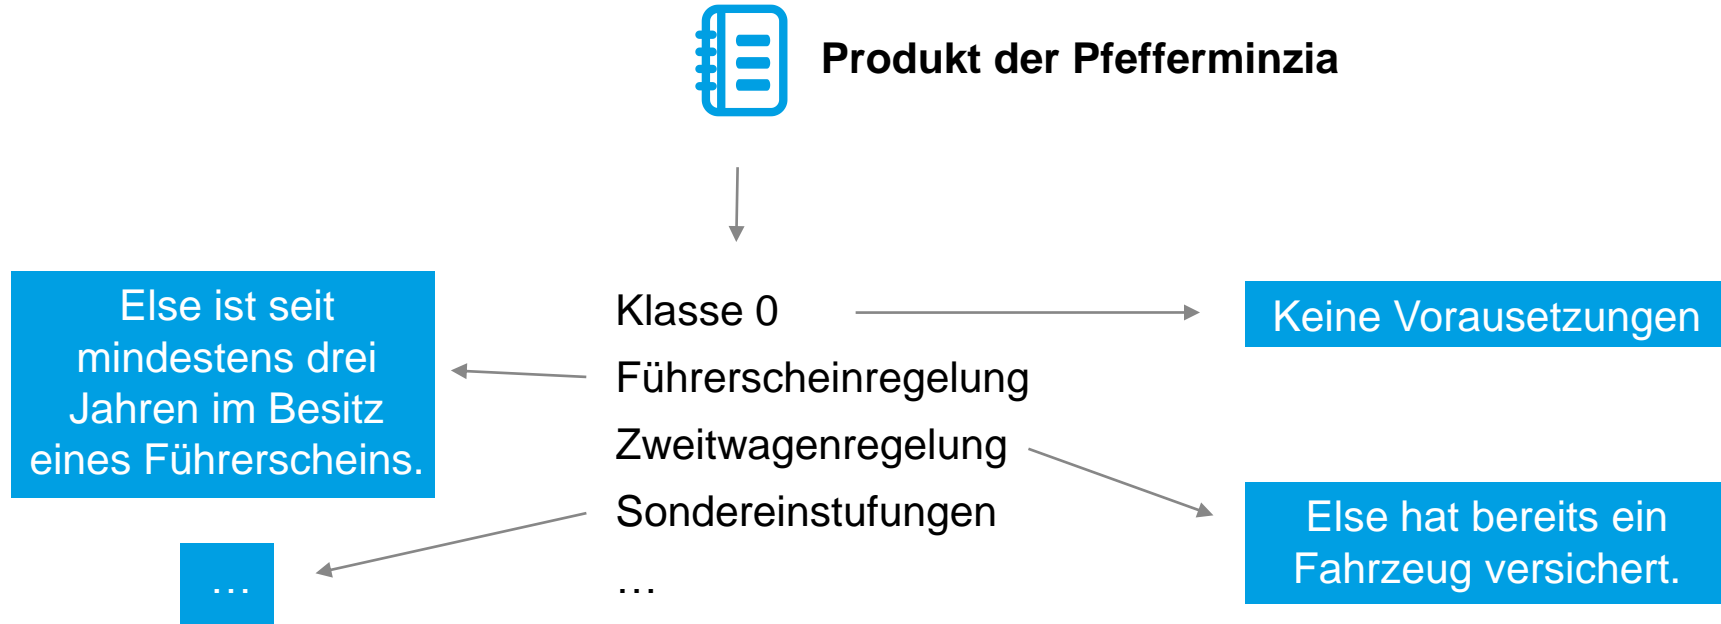 Produkt der Pfefferminzia
Klasse 0
Führerscheinregelung
Zweitwagenregelung
Sondereinstufungen
…
Else ist seit
mindestens drei
Jahren im Besitz
eines Führerscheins.
…
Keine Vorausetzungen
Else hat bereits ein
Fahrzeug versichert.